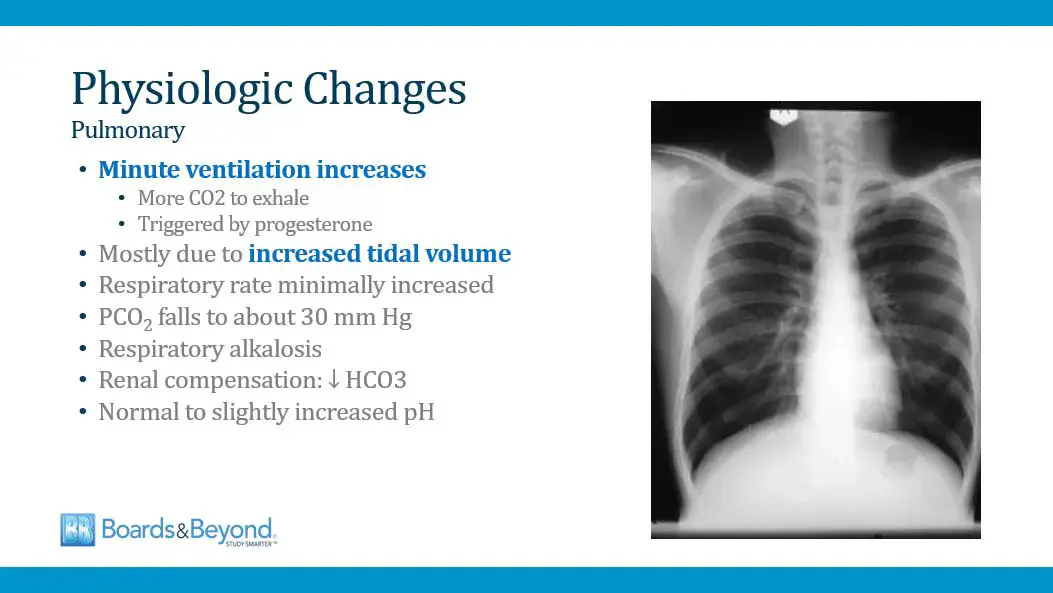 Physiologic Changes
Pulmonary
• Minute ventilation increases
• More CO2 to exhale
• Triggered by progesterone
• Mostly due to increased tidal volume
• Respiratory rate minimally increased
• PCO₂ falls to about 30 mm Hg
• Respiratory alkalosis
• Renal compensation: ↓ HCO3
• Normal to slightly increased pH
BB Boards&Beyond.
STUDY SMARTER ™